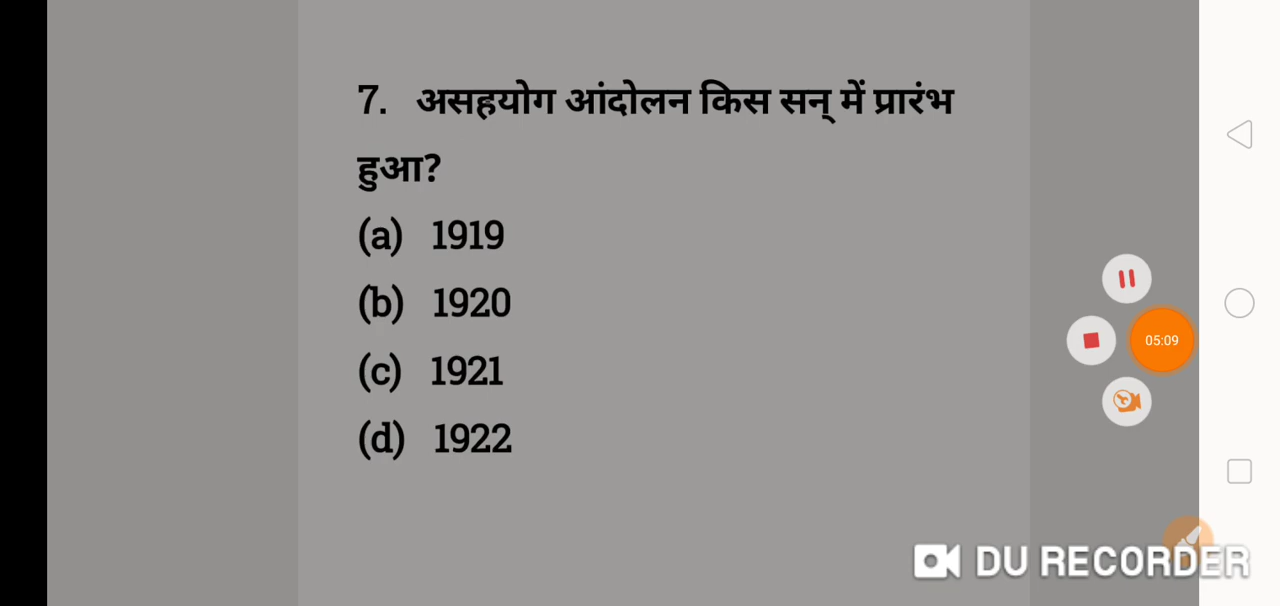 7. असहयोग आंदोलन किस सन् में प्रारंभ
हुआ?
(a) 1919
(b) 1920
(c) 1921
(d) 1922
05:09
DU RECORDER